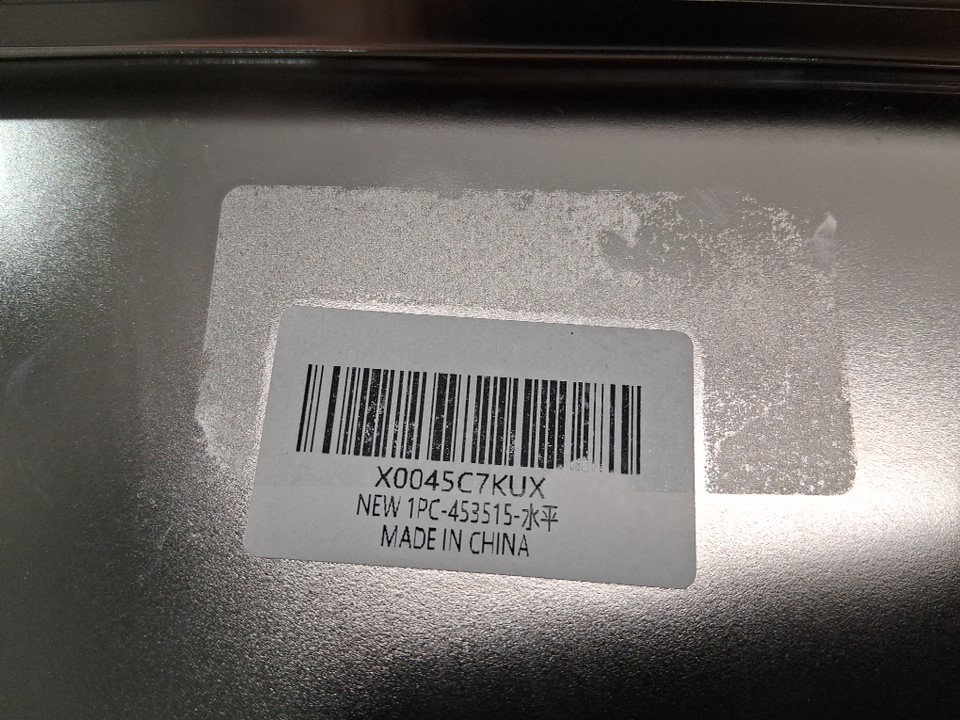 X0045C7KUX
NEW 1PC-453515-水平
MADE IN CHINA